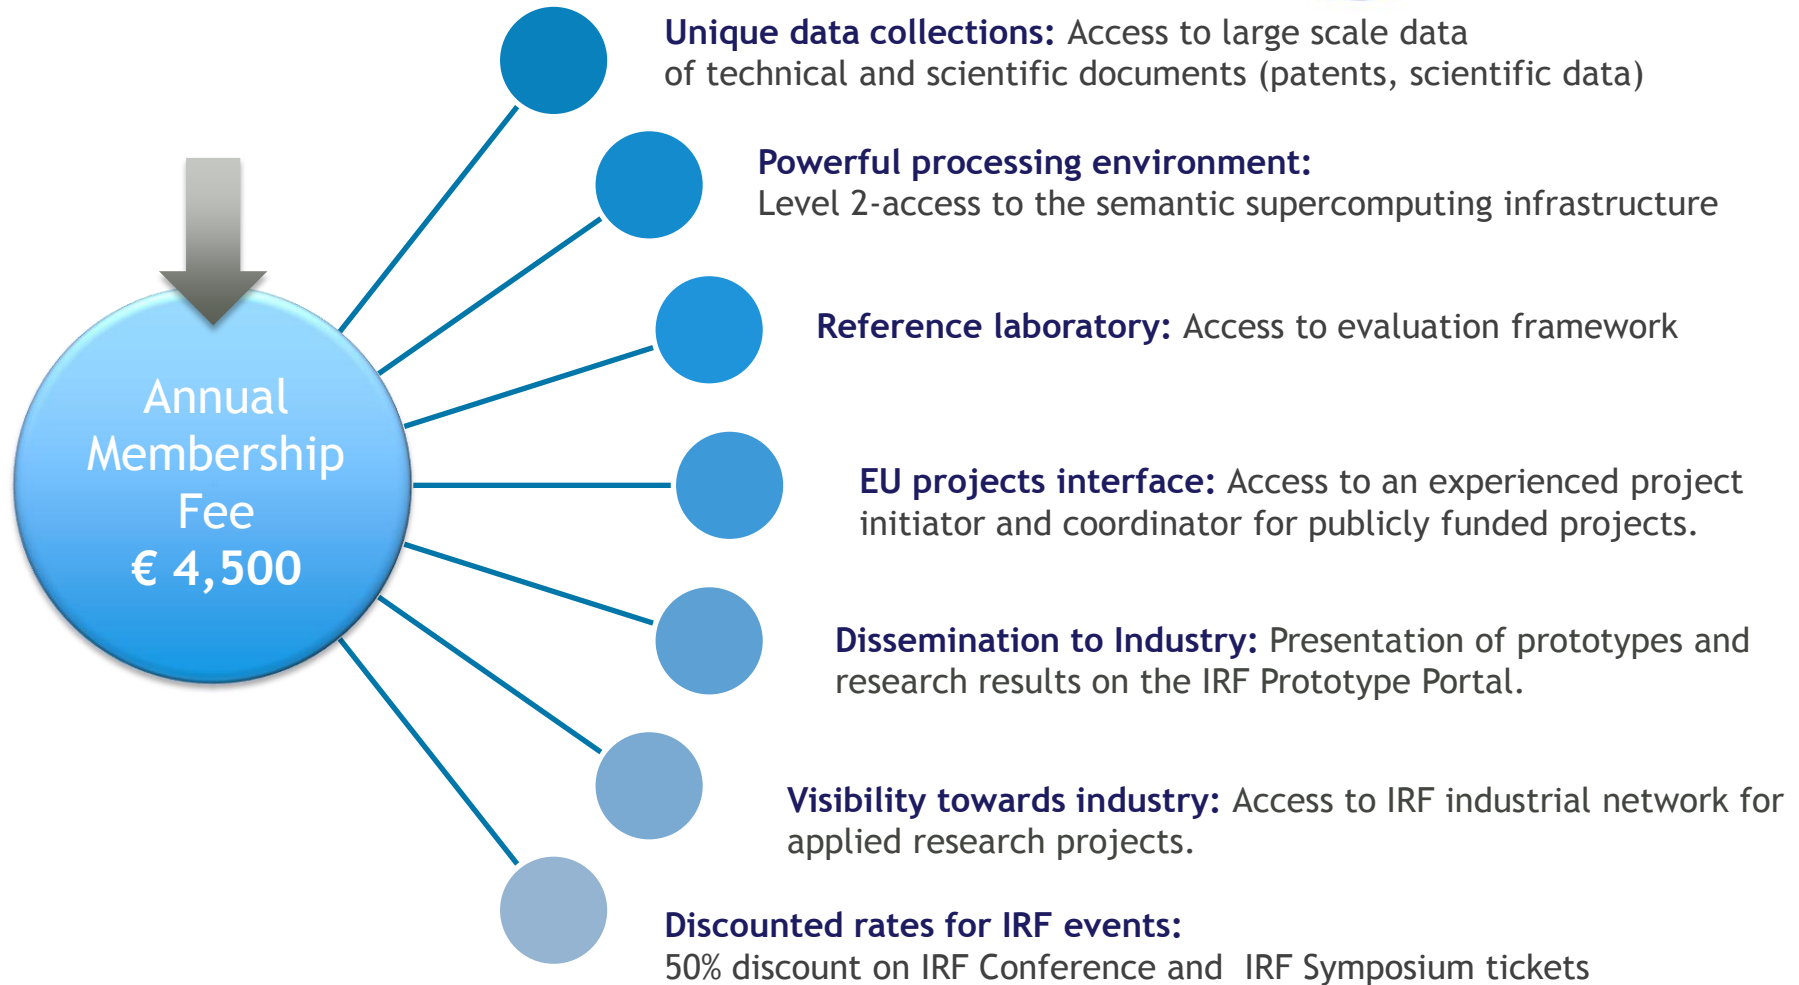 Unique data collections: Access to large scale data
of technical and scientific documents (patents, scientific data)
Powerful processing environment:
Level 2-access to the semantic supercomputing infrastructure
Reference laboratory: Access to evaluation framework
Annual
Membership
Fee
€ 4,500
EU projects interface: Access to an experienced project
initiator and coordinator for publicly funded projects.
Dissemination to Industry: Presentation of prototypes and
research results on the IRF Prototype Portal.
Visibility towards industry: Access to IRF industrial network for
applied research projects.
Discounted rates for IRF events:
50% discount on IRF Conference and IRF Symposium tickets